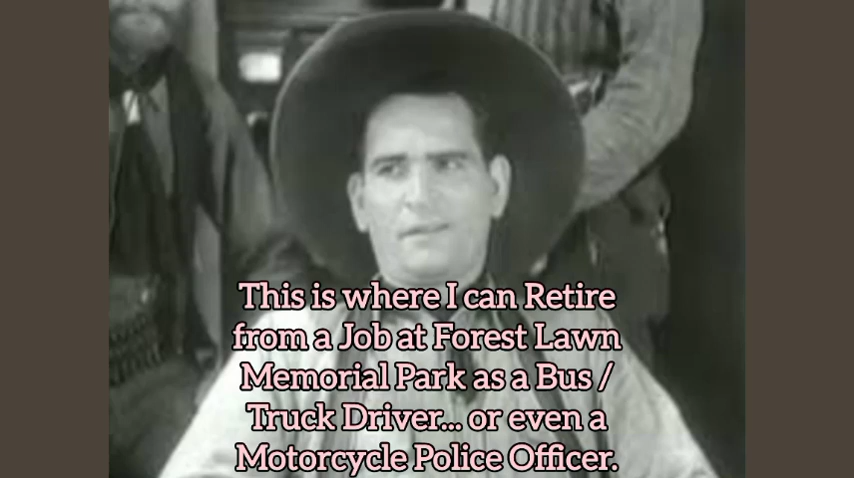 This is where I can Retire
from a Job at Forest Lawn
Memorial Park as a Bus /
Truck Driver... or even a
Motorcycle Police Officer.